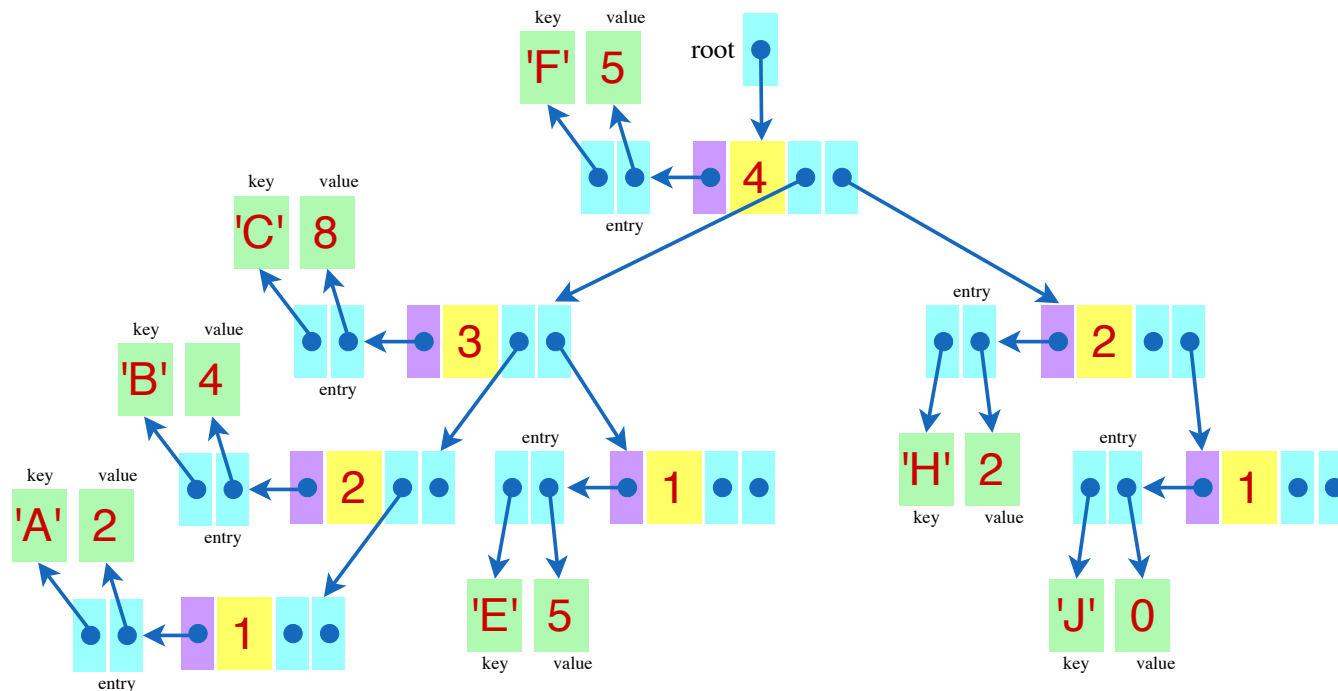 key value
'F' 5
root
4
entry
key value
'C' 8
3
entry
entry
2
key value
'B' 4
2
entry
entry
1
'H' 2
key value
entry
1
key value
'A' 2
1
entry
'E' 5
key value
'J' 0
key value